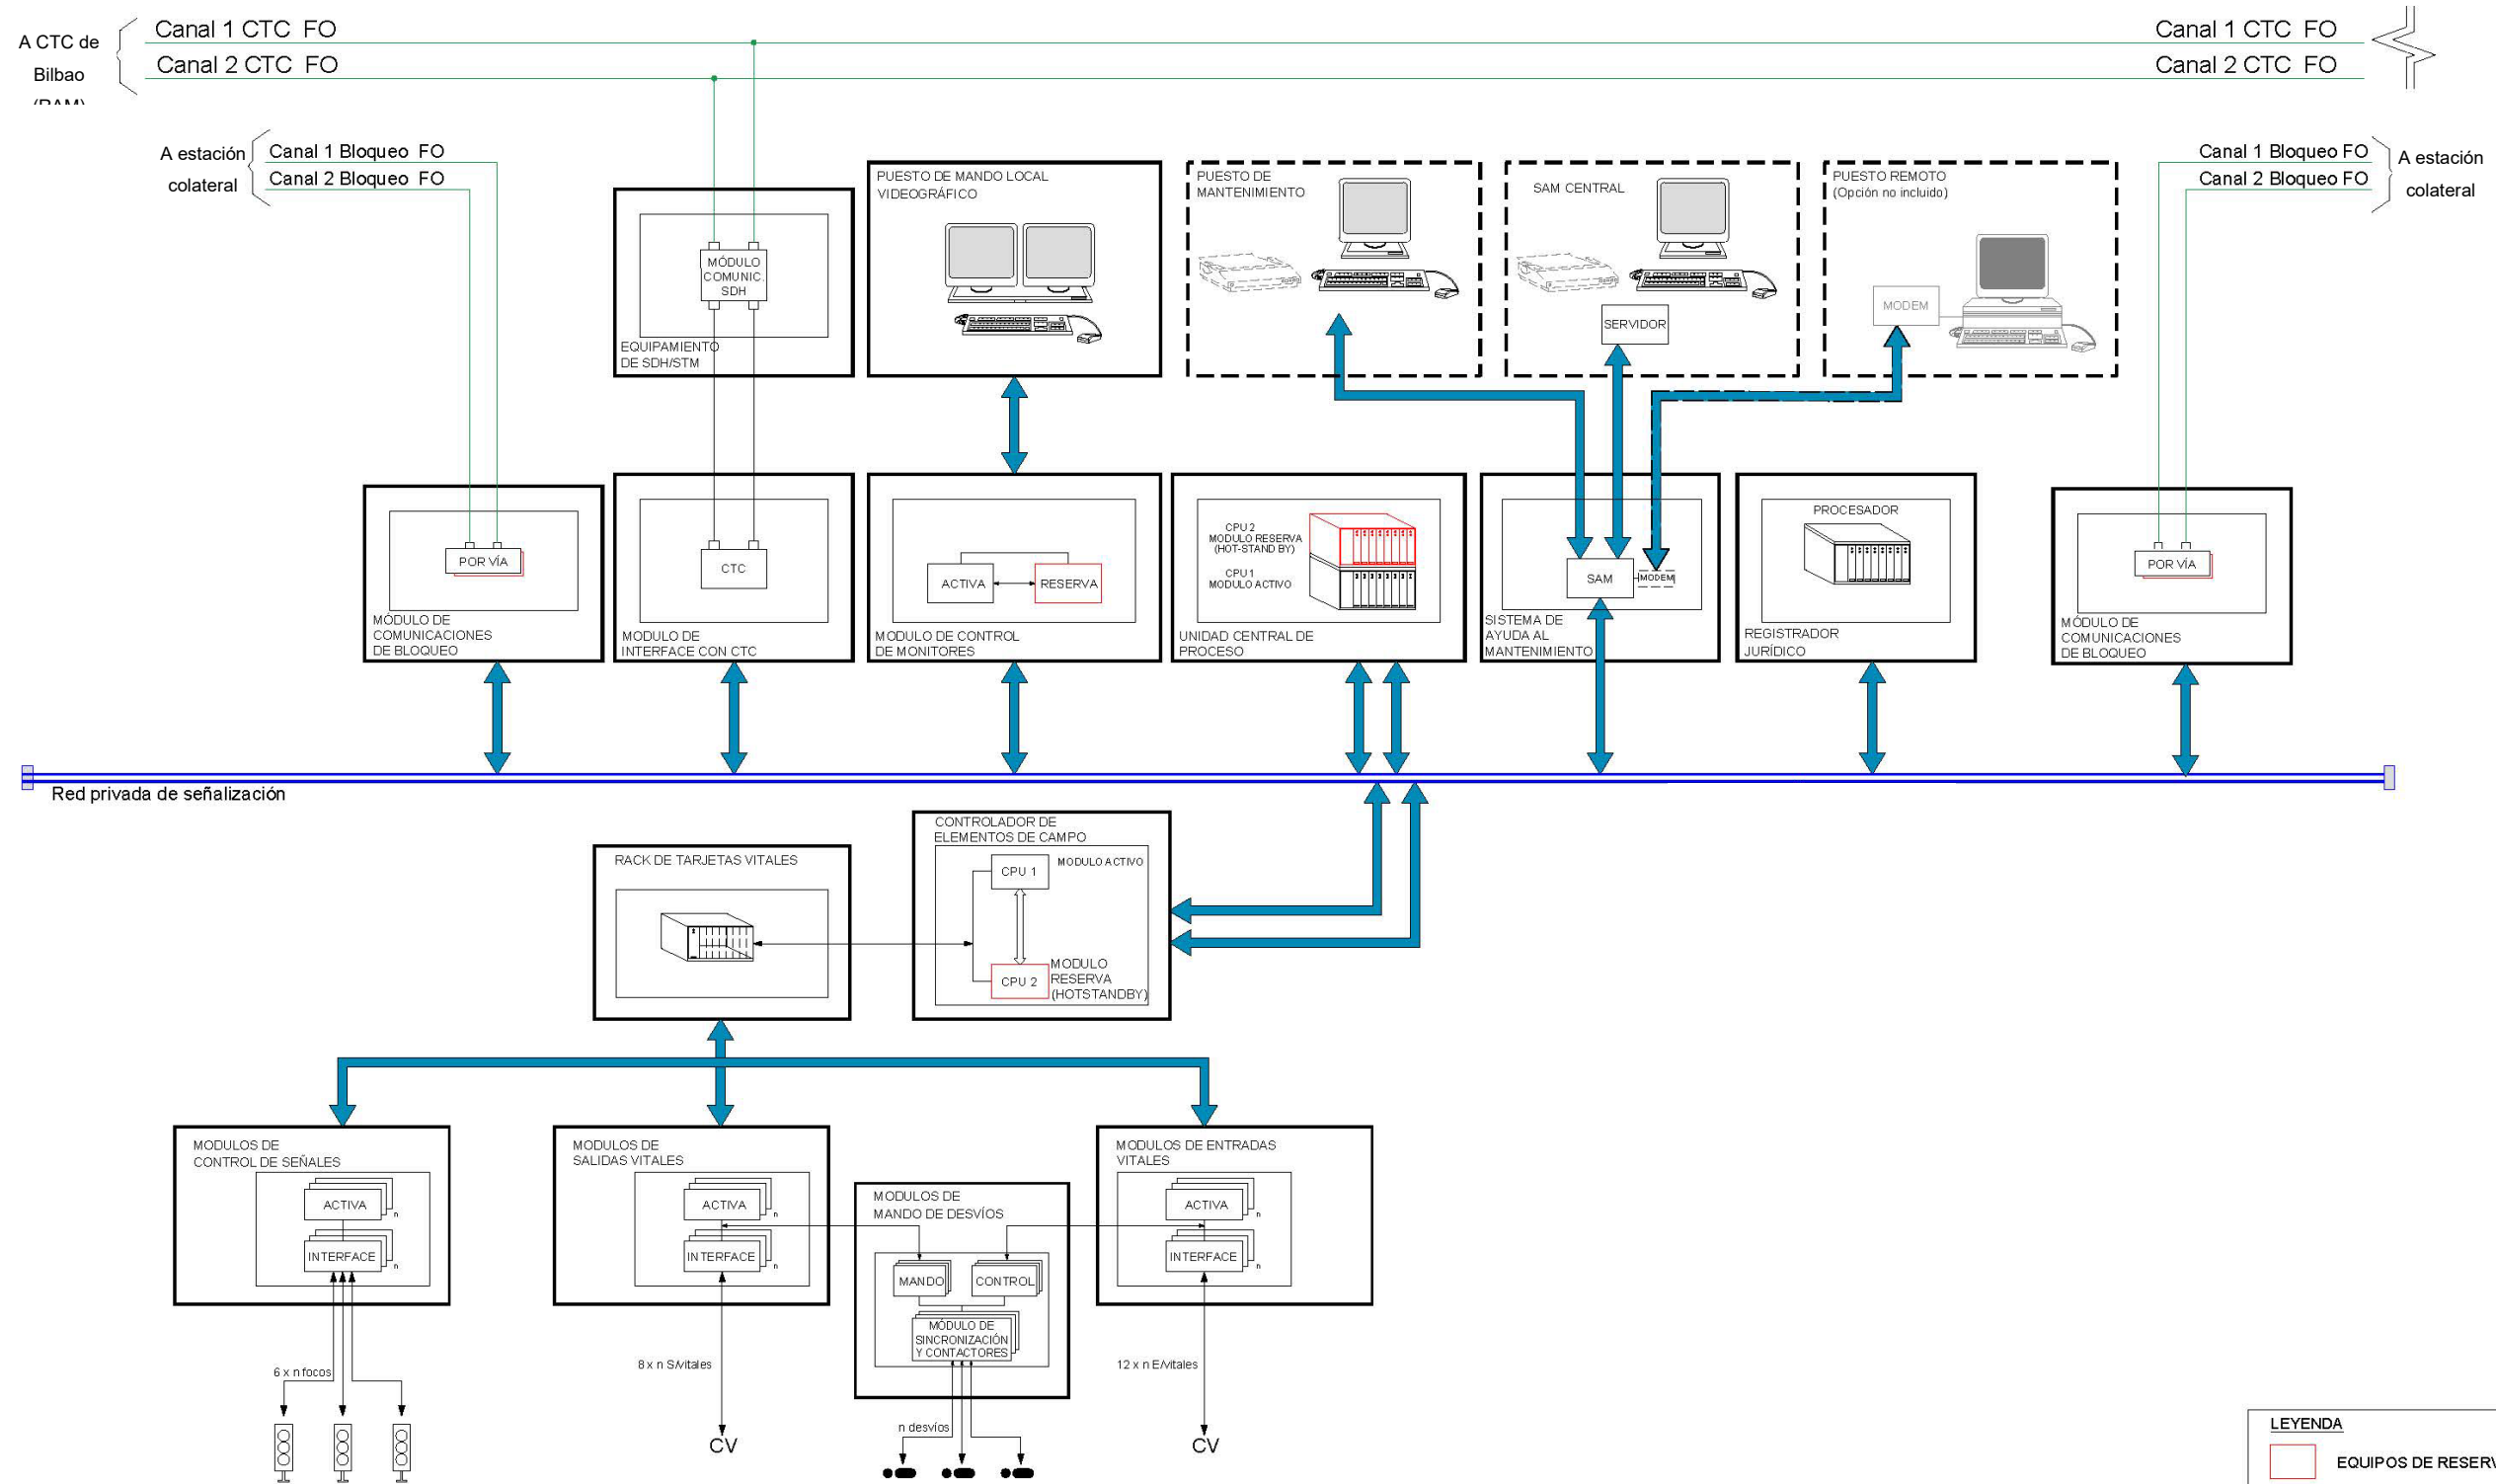 Canal 1 CTC  FO
Canal 1 CTC  FO
A CTC de
Bilbao
Canal 2 CTC  FO
Canal 2 CTC  FO
A estación
colateral
Canal 1 Bloqueo  FO
Canal 2 Bloqueo  FO
Canal 1 Bloqueo FO
Canal 2 Bloqueo FO
A estación
colateral
MÓDULO
COMUNIC.
SDH
EQUIPAMIENTO
DE SDH/STM
PUESTO DE MANDO LOCAL
VIDEOGRÁFICO
PUESTO DE
MANTENIMIENTO
SAM CENTRAL
SERVIDOR
PUESTO REMOTO
(Opción no incluido)
MODEM
POR VÍA
MÓDULO DE
COMUNICACIONES
DE BLOQUEO
CTC
MODULO DE
INTERFACE CON CTC
ACTIVA
RESERVA
MODULO DE CONTROL
DE MONITORES
CPU 2
MODULO RESERVA
(HOT-STAND BY)
CPU 1
MODULO ACTIVO
UNIDAD CENTRAL DE
PROCESO
SAM
MODEM
SISTEMA DE
AYUDA AL
MANTENIMIENTO
PROCESADOR
REGISTRADOR
JURÍDICO
POR VÍA
MÓDULO DE
COMUNICACIONES
DE BLOQUEO
Red privada de señalización
RACK DE TARJETAS VITALES
CONTROLADOR DE
ELEMENTOS DE CAMPO
CPU 1
MODULO ACTIVO
CPU 2
MODULO
RESERVA
(HOTSTANDBY)
MODULOS DE
CONTROL DE SEÑALES
ACTIVA
n
INTERFACE
n
6 x n focos
MODULOS DE
SALIDAS VITALES
ACTIVA
n
INTERFACE
n
8 x n S/vitales
CV
MODULOS DE
MANDO DE DESVÍOS
MANDO
CONTROL
MÓDULO DE
SINCRONIZACIÓN
Y CONTACTORES
n desvíos
MODULOS DE ENTRADAS
VITALES
ACTIVA
n
INTERFACE
n
12 x n E/vitales
CV
LEYENDA
EQUIPOS DE RESERV